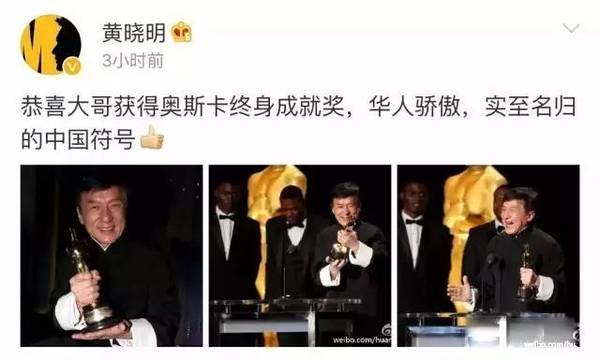 黄晓明
3小时前
恭喜大哥获得奥斯卡终身成就奖，华人骄傲，实至名归
的中国符号👍
weibo.com/huan
weibo.com/hu